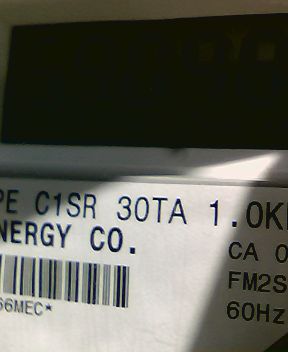 PE C1SR 30TA 1.0K
NERGY CO.
CA 0
FM2S
66MEC*
60Hz